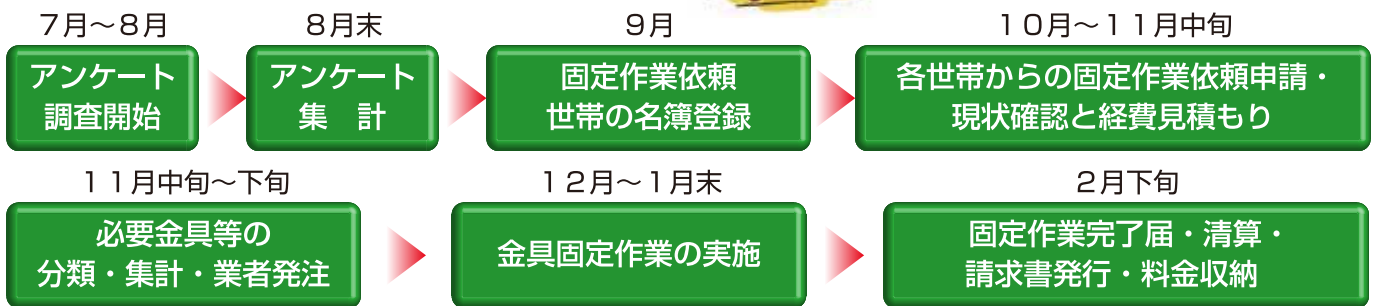 7月〜8月
アンケート
調査開始
8月末
アンケート
集　計
9月
固定作業依頼
世帯の名簿登録
10月〜11月中旬
各世帯からの固定作業依頼申請・
現状確認と経費見積もり
11月中旬〜下旬
必要金具等の
分類・集計・業者発注
12月〜1月末
金具固定作業の実施
2月下旬
固定作業完了届・清算・
請求書発行・料金収納